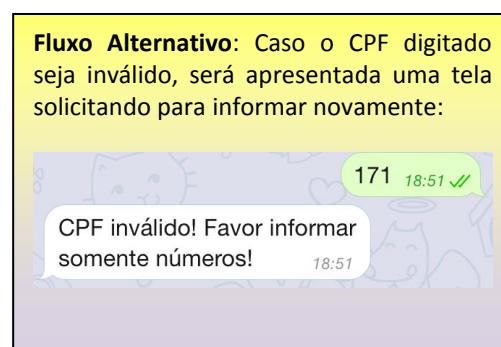 Fluxo Alternativo: Caso o CPF digitado
seja inválido, será apresentada uma tela
solicitando para informar novamente:
171 18:51
CPF inválido! Favor informar
somente números! 18:51